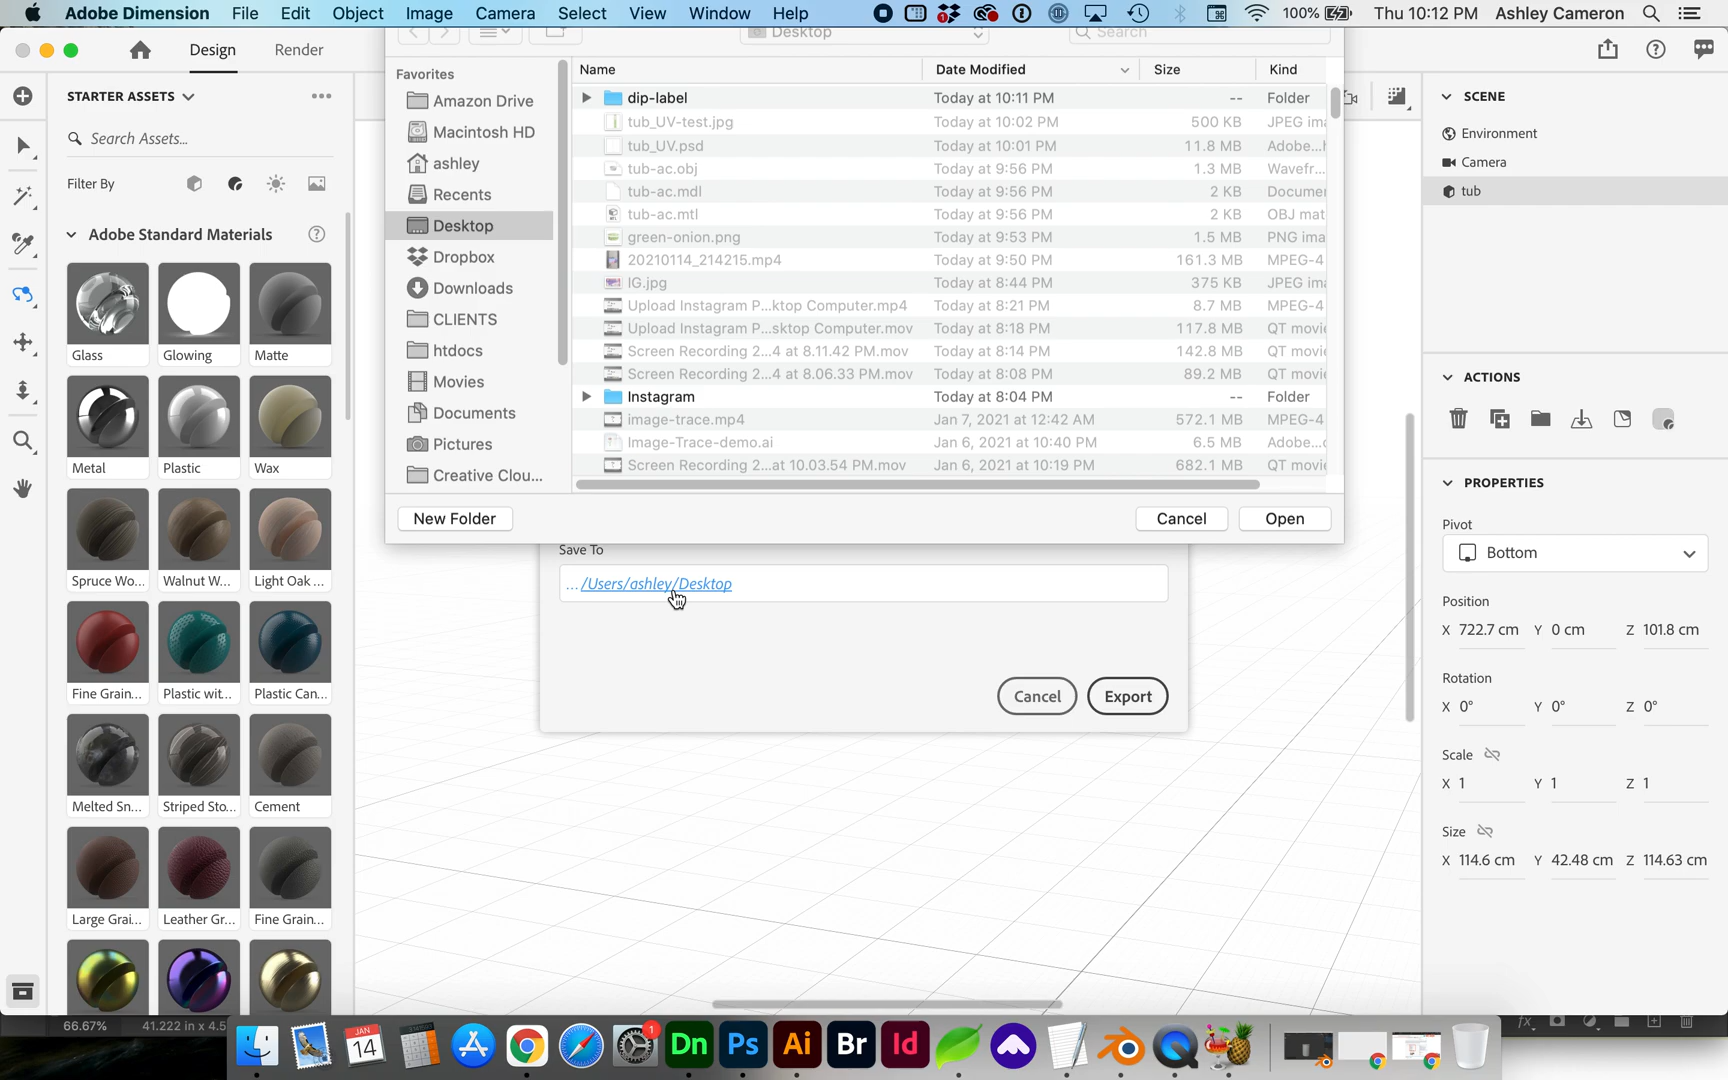 Adobe Dimension File Edit Object Image Camera Select View Window Help 100% Thu 10:12 PM Ashley Cameron
Design Render
Desktop Search
STARTER ASSETS
Search Assets...
Filter By
Adobe Standard Materials
Glass Glowing Matte
Metal Plastic Wax
Spruce Wo... Walnut W... Light Oak ...
Fine Grain... Plastic wit... Plastic Can...
Melted Sn... Striped Sto... Cement
Large Grai... Leather Gr... Fine Grain...
66.67% 41.222 in x 4.5
Favorites
Amazon Drive
Macintosh HD
ashley
Recents
Desktop
Dropbox
Downloads
CLIENTS
htdocs
Movies
Documents
Pictures
Creative Clou...
Name Date Modified Size Kind
dip-label Today at 10:11 PM -- Folder
tub_UV-test.jpg Today at 10:02 PM 500 KB JPEG ima
tub_UV.psd Today at 10:01 PM 11.8 MB Adobe...
tub-ac.obj Today at 9:56 PM 1.3 MB Wavefr...
tub-ac.mdl Today at 9:56 PM 2 KB Docume
tub-ac.mtl Today at 9:56 PM 2 KB OBJ mat
green-onion.png Today at 9:53 PM 1.5 MB PNG ima
20210114_214215.mp4 Today at 9:50 PM 161.3 MB MPEG-4
IG.jpg Today at 8:44 PM 375 KB JPEG ima
Upload Instagram P...ktop Computer.mp4 Today at 8:21 PM 8.7 MB MPEG-4
Upload Instagram P...sktop Computer.mov Today at 8:18 PM 117.8 MB QT movi
Screen Recording 2...4 at 8.11.42 PM.mov Today at 8:14 PM 142.8 MB QT movi
Screen Recording 2...4 at 8.06.33 PM.mov Today at 8:08 PM 89.2 MB QT movi
Instagram Today at 8:04 PM -- Folder
image-trace.mp4 Jan 7, 2021 at 12:42 AM 572.1 MB MPEG-4
Image-Trace-demo.ai Jan 6, 2021 at 10:40 PM 6.5 MB Adobe...
Screen Recording 2...at 10.03.54 PM.mov Jan 6, 2021 at 10:19 PM 682.1 MB QT movi
New Folder Cancel Open
Save To
.../Users/ashley/Desktop
Cancel Export
SCENE
Environment
Camera
tub
ACTIONS
PROPERTIES
Pivot
Bottom
Position
X 722.7 cm Y 0 cm Z 101.8 cm
Rotation
X 0° Y 0° Z 0°
Scale
X 1 Y 1 Z 1
Size
X 114.6 cm Y 42.48 cm Z 114.63 cm
JAN
14
1
Dn Ps Ai Br Id